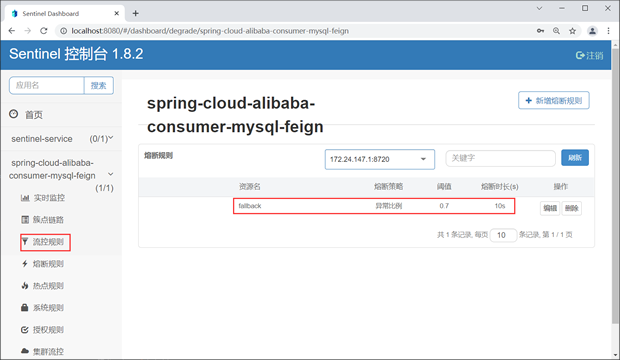 Sentinel Dashboard
localhost:8080/#/dashboard/degrade/spring-cloud-alibaba-consumer-mysql-feign
Sentinel 控制台 1.8.2
注销
应用名
搜索
首页
sentinel-service (0/1)
spring-cloud-alibaba-
consumer-mysql-feign
(1/1)
实时监控
簇点链路
流控规则
熔断规则
热点规则
系统规则
授权规则
集群流控
spring-cloud-alibaba-
consumer-mysql-feign
新增熔断规则
熔断规则
172.24.147.1:8720
关键字
刷新
资源名 熔断策略 阈值 熔断时长(s) 操作
fallback 异常比例 0.7 10s 编辑 删除
共 1 条记录, 每页 10 条记录, 第 1 / 1 页